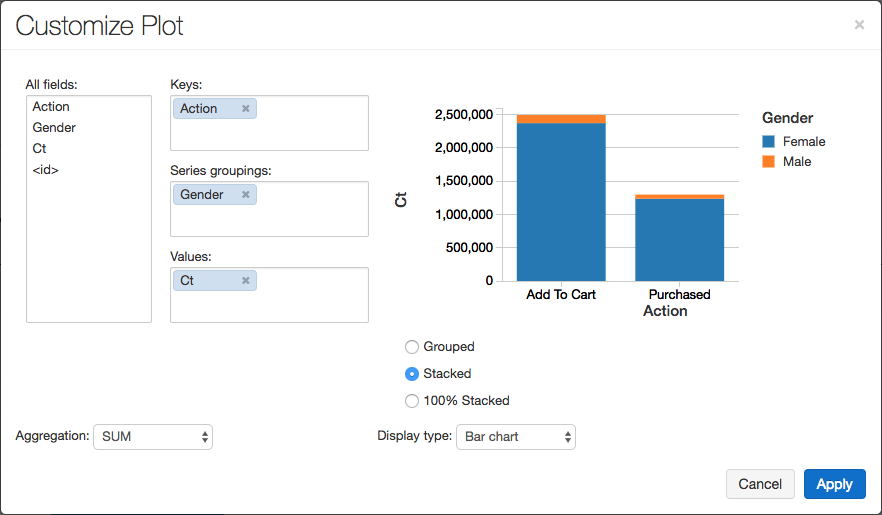 Customize Plot ×
All fields:
Action
Gender
Ct
<id>
Keys:
Action ×
Series groupings:
Gender ×
Values:
Ct ×
2,500,000
2,000,000
1,500,000
1,000,000
500,000
0
Ct
Add To Cart Purchased
Action
Gender
Female
Male
Grouped
Stacked
100% Stacked
Aggregation: SUM
Display type: Bar chart
Cancel Apply